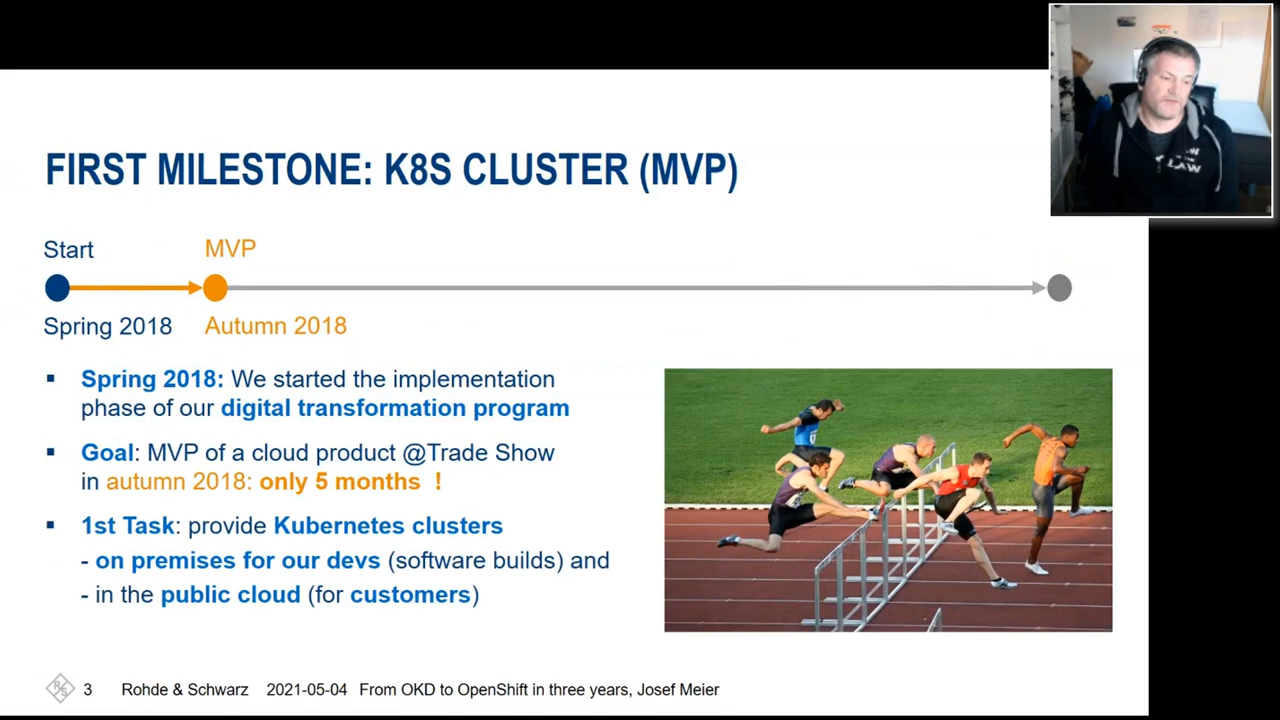 FIRST MILESTONE: K8S CLUSTER (MVP)
Start
MVP
Spring 2018
Autumn 2018
▪ Spring 2018: We started the implementation
phase of our digital transformation program
▪ Goal: MVP of a cloud product @Trade Show
in autumn 2018: only 5 months !
▪ 1st Task: provide Kubernetes clusters
- on premises for our devs (software builds) and
- in the public cloud (for customers)
R&S
3 Rohde & Schwarz 2021-05-04 From OKD to OpenShift in three years, Josef Meier